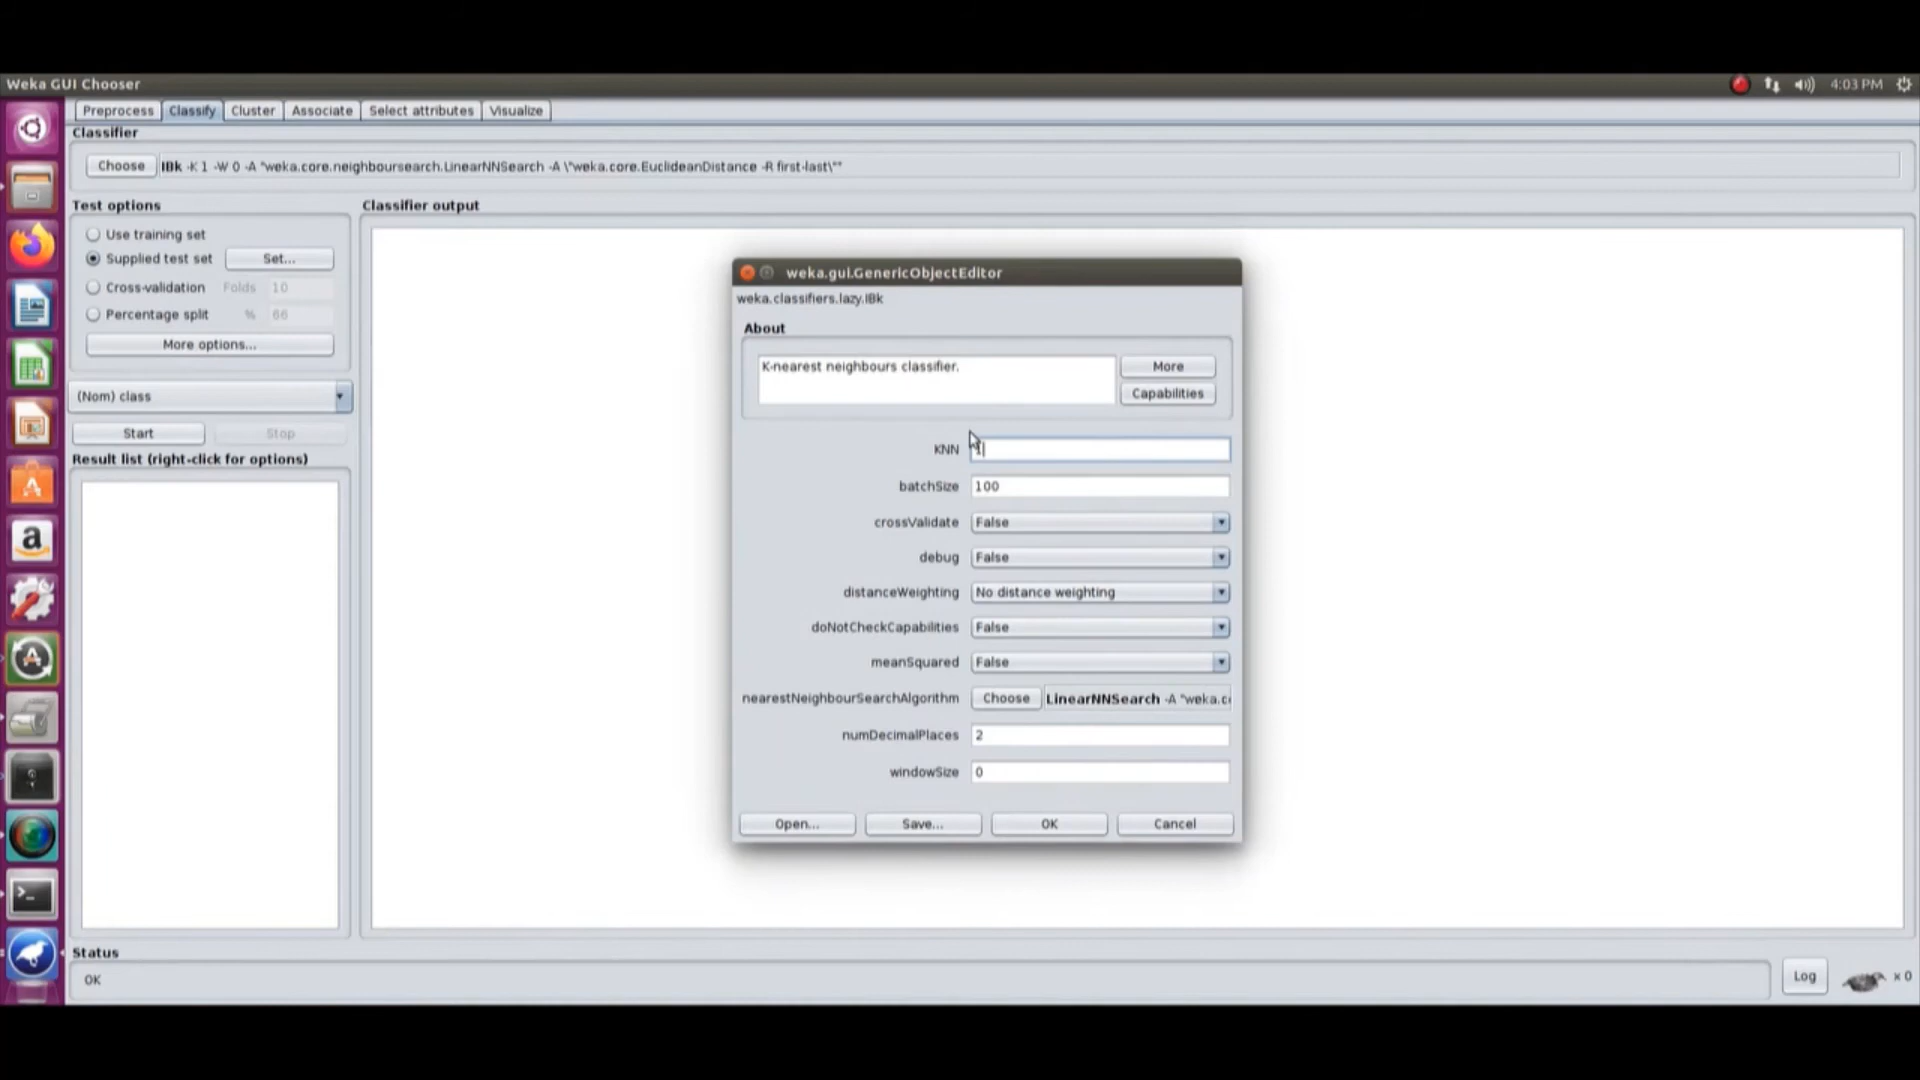 Weka GUI Chooser
4:03 PM
Preprocess Classify Cluster Associate Select attributes Visualize
Classifier
Choose IBk -K 1 -W 0 -A "weka.core.neighboursearch.LinearNNSearch -A \"weka.core.EuclideanDistance -R first-last\""
Test options
Classifier output
Use training set
Supplied test set Set...
Cross-validation Folds 10
Percentage split % 66
More options...
(Nom) class
Start Stop
Result list (right-click for options)
weka.gui.GenericObjectEditor
weka.classifiers.lazy.IBk
About
K-nearest neighbours classifier.
More
Capabilities
KNN 1
batchSize 100
crossValidate False
debug False
distanceWeighting No distance weighting
doNotCheckCapabilities False
meanSquared False
nearestNeighbourSearchAlgorithm Choose LinearNNSearch -A "weka.c
numDecimalPlaces 2
windowSize 0
Open... Save... OK Cancel
Status
OK
Log
x 0